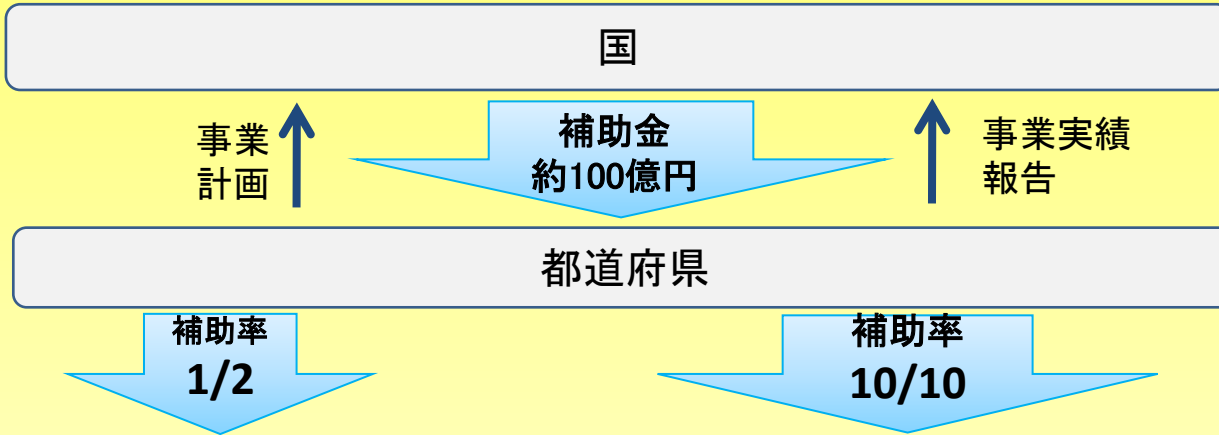 国
事業
計画
補助金
約100億円
事業実績
報告
都道府県
補助率
1/2
補助率
10/10